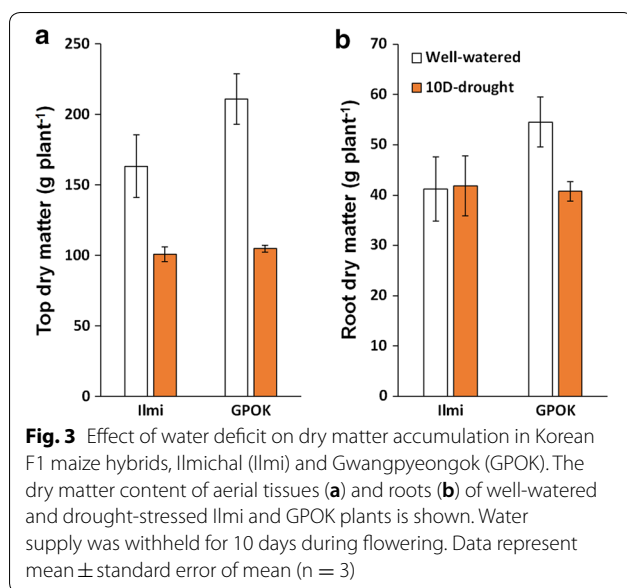 a
b
250
200
150
100
50
0
Top dry matter (g plant⁻¹)
Ilmi
GPOK
70
60
50
40
30
20
10
0
Root dry matter (g plant⁻¹)
Well-watered
10D-drought
Ilmi
GPOK
Fig. 3 Effect of water deficit on dry matter accumulation in Korean
F1 maize hybrids, Ilmichal (Ilmi) and Gwangpyeongok (GPOK). The
dry matter content of aerial tissues (a) and roots (b) of well-watered
and drought-stressed Ilmi and GPOK plants is shown. Water
supply was withheld for 10 days during flowering. Data represent
mean ± standard error of mean (n = 3)